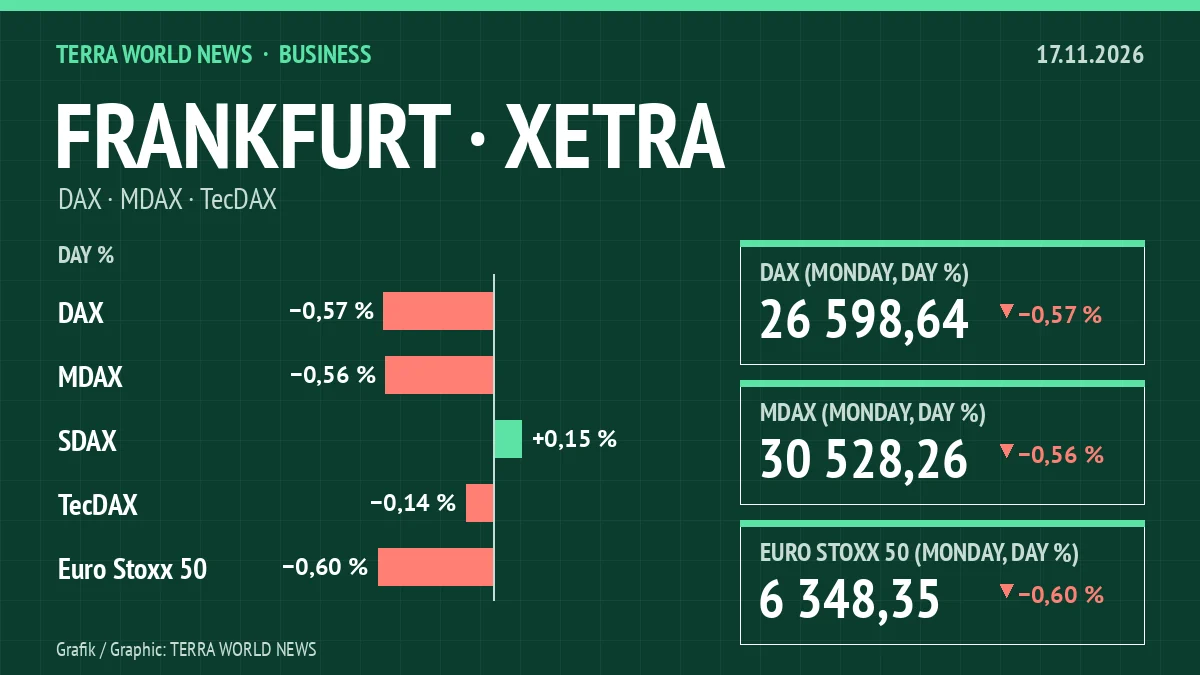 TERRA WORLD NEWS · BUSINESS
17.11.2026
FRANKFURT · XETRA
DAX · MDAX · TecDAX
DAY %
DAX −0,57 %
MDAX −0,56 %
SDAX +0,15 %
TecDAX −0,14 %
Euro Stoxx 50 −0,60 %
DAX (MONDAY, DAY %)
26 598,64 ▼−0,57 %
MDAX (MONDAY, DAY %)
30 528,26 ▼−0,56 %
EURO STOXX 50 (MONDAY, DAY %)
6 348,35 ▼−0,60 %
Grafik / Graphic: TERRA WORLD NEWS